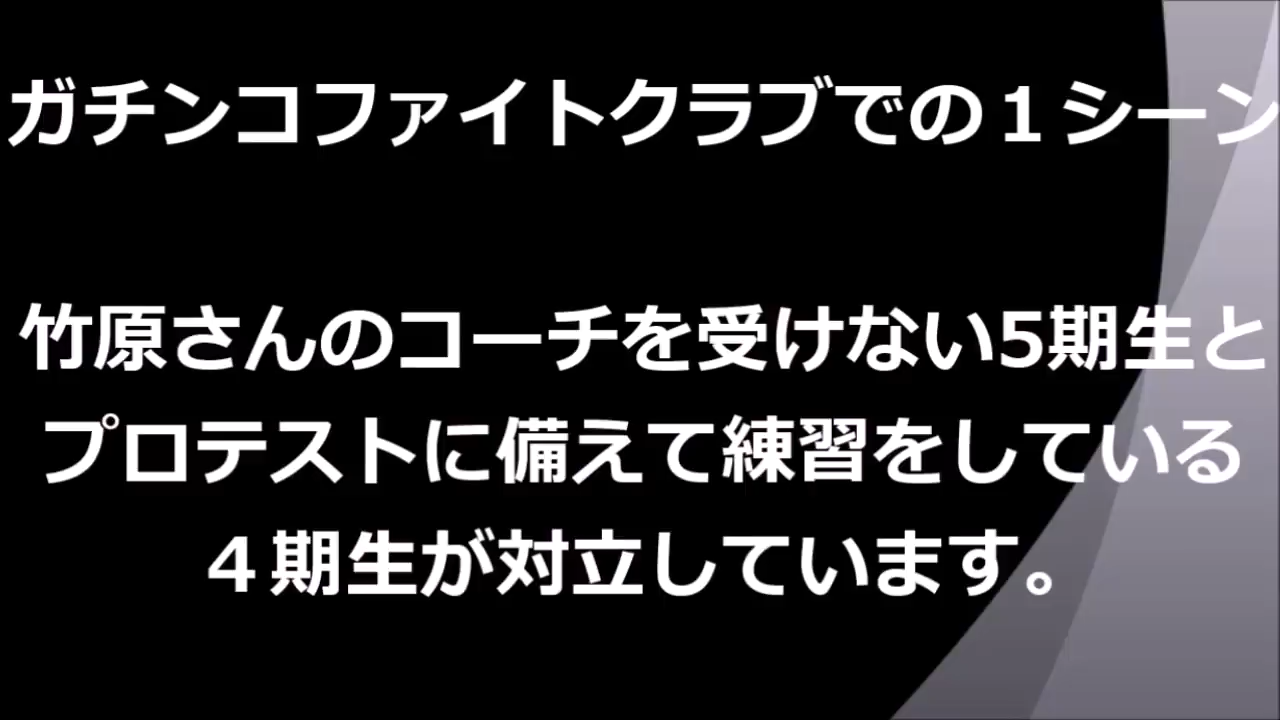 ガチンコファイトクラブでの１シーン
竹原さんのコーチを受けない5期生と
プロテストに備えて練習をしている
４期生が対立しています。